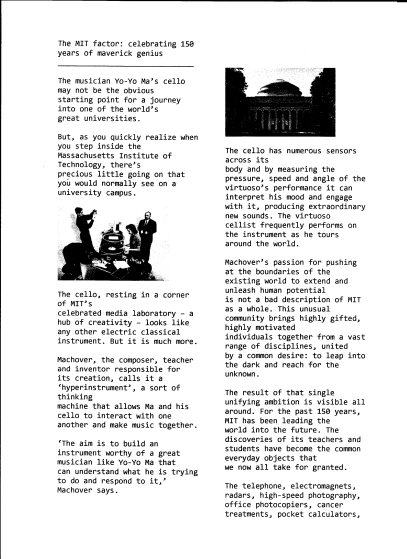 The MIT factor: celebrating 150
years of maverick genius
The musician Yo-Yo Ma's cello
may not be the obvious
starting point for a journey
into one of the world's
great universities.
But, as you quickly realize when
you step inside the
Massachusetts Institute of
Technology, there's
precious little going on that
you would normally see on a
university campus.
The cello, resting in a corner
of MIT's
celebrated media laboratory – a
hub of creativity – looks like
any other electric classical
instrument. But it is much more.
Machover, the composer, teacher
and inventor responsible for
its creation, calls it a
'hyperinstrument', a sort of
thinking
machine that allows Ma and his
cello to interact with one
another and make music together.
'The aim is to build an
instrument worthy of a great
musician like Yo-Yo Ma that
can understand what he is trying
to do and respond to it,'
Machover says.
The cello has numerous sensors
across its
body and by measuring the
pressure, speed and angle of the
virtuoso's performance it can
interpret his mood and engage
with it, producing extraordinary
new sounds. The virtuoso
cellist frequently performs on
the instrument as he tours
around the world.
Machover's passion for pushing
at the boundaries of the
existing world to extend and
unleash human potential
is not a bad description of MIT
as a whole. This unusual
community brings highly gifted,
highly motivated
individuals together from a vast
range of disciplines, united
by a common desire: to leap into
the dark and reach for the
unknown.
The result of that single
unifying ambition is visible all
around. For the past 150 years,
MIT has been leading the
world into the future. The
discoveries of its teachers and
students have become the common
everyday objects that
we now all take for granted.
The telephone, electromagnets,
radars, high-speed photography,
office photocopiers, cancer
treatments, pocket calculators,